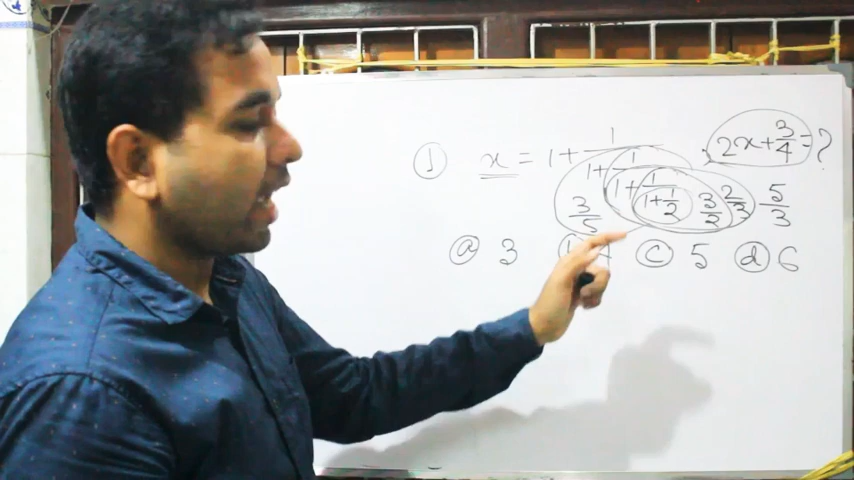 ① x = 1 + 1/(1 + 1/(1 + 1/(1 + 1/2))) , 2x + 3/4 = ?
3/5 3/2 2/3 5/3
ⓐ 3 ⓒ 5 ⓓ 6